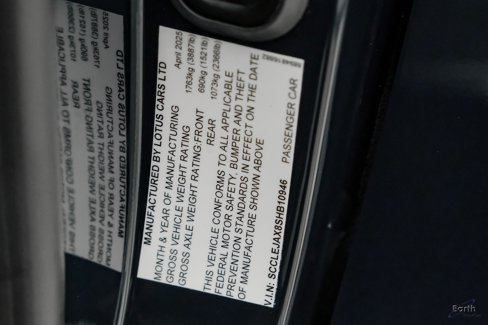 MANUFACTURED BY LOTUS CARS LTD
MONTH & YEAR OF MANUFACTURING April 2025
GROSS VEHICLE WEIGHT RATING 1763kg (3887lb)
GROSS AXLE WEIGHT RATING FRONT 690kg (1521lb)
REAR 1073kg (2366lb)
THIS VEHICLE CONFORMS TO ALL APPLICABLE
FEDERAL MOTOR SAFETY, BUMPER AND THEFT
PREVENTION STANDARDS IN EFFECT ON THE DATE
OF MANUFACTURE SHOWN ABOVE
V.I.N: SCCLEJAX8SHB10946 PASSENGER CAR
Earth